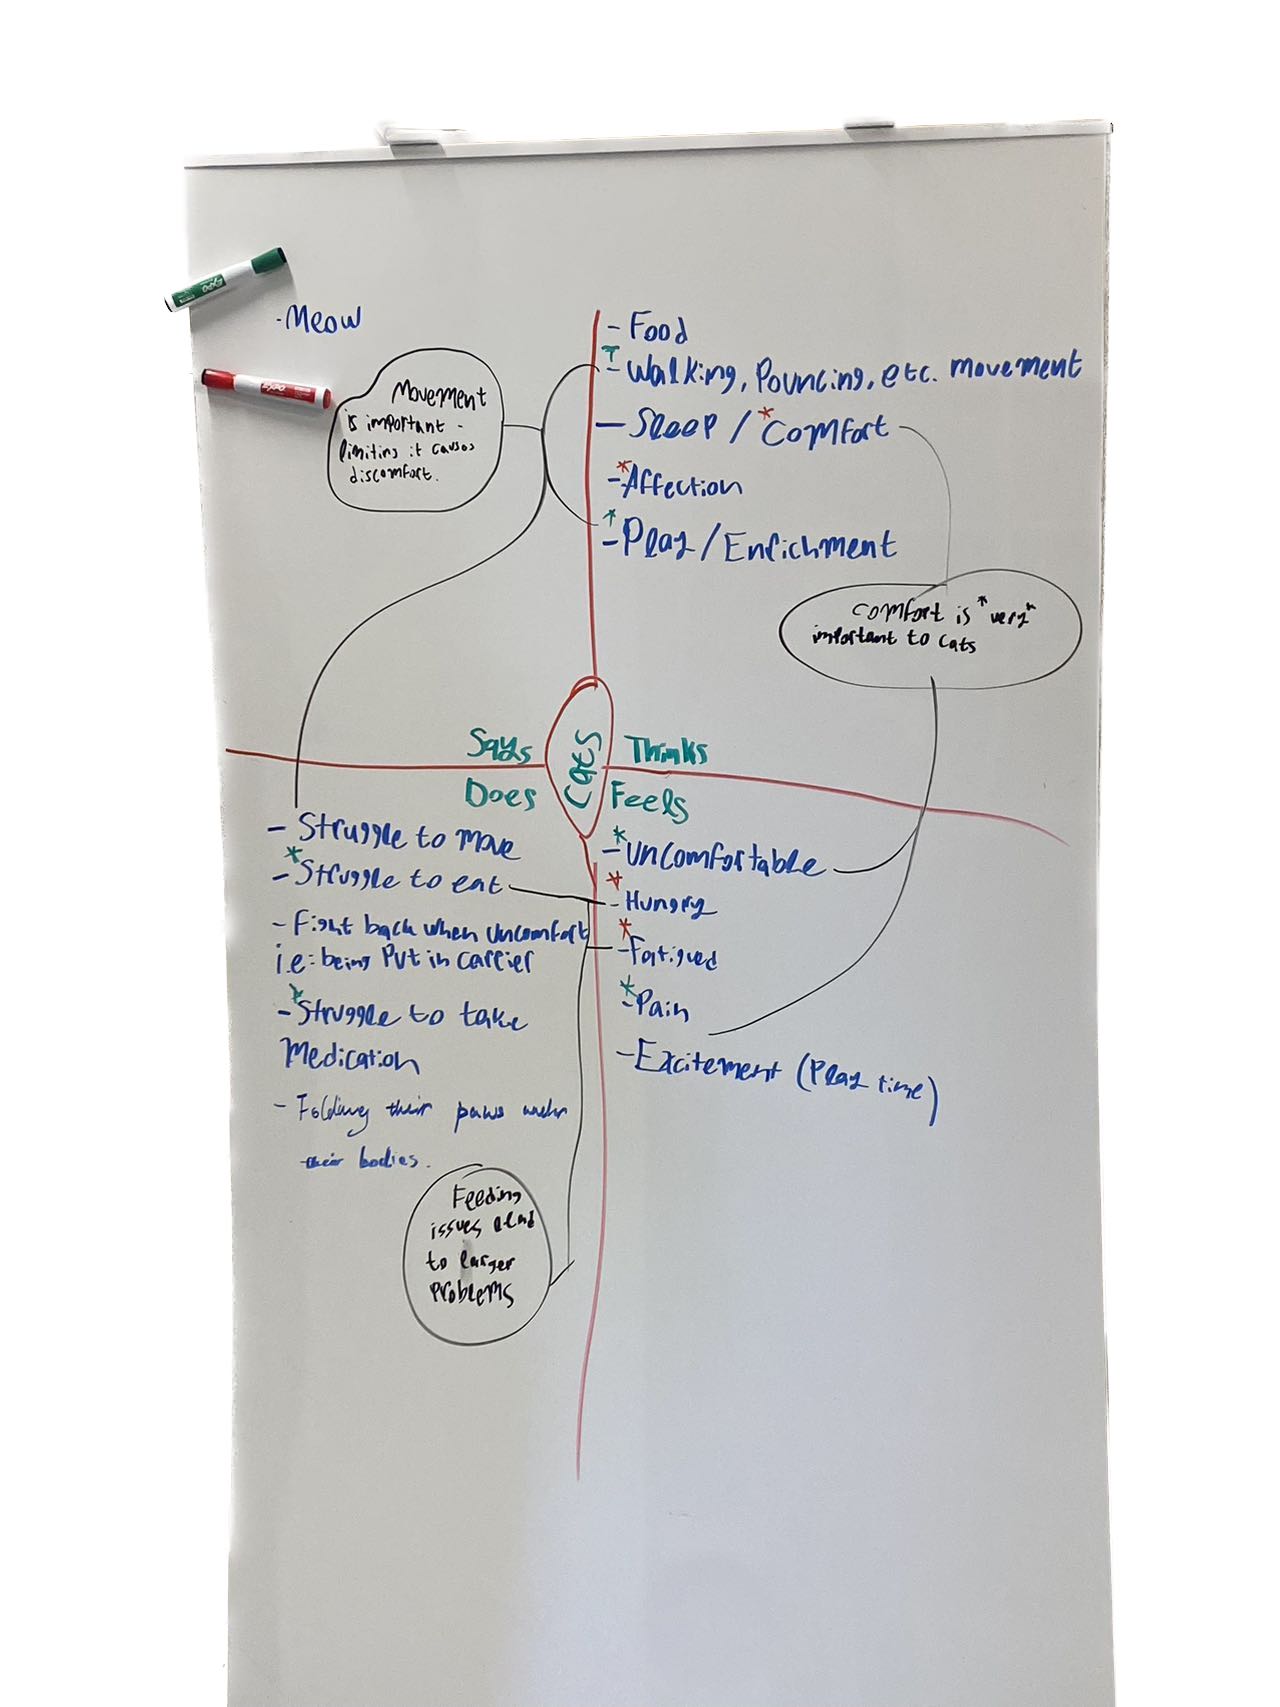 EXPO
- Meow
EXPO
Movement
is important -
limiting it causes
discomfort.
- Food
- Walking, Pouncing, etc. movement
- Sleep / * Comfort
- * Affection
* - Play / Enrichment
Comfort is *very*
important to cats
Says
Thinks
Cats
Does
Feels
- Struggle to move
* - Struggle to eat
- Fight back when uncomfort
i.e: being Put in carrier
* - Struggle to take
Medication
- Folding their paws under
their bodies.
* - Uncomfortable
* - Hungry
* - Fatigued
* - Pain
- Excitement (Play time)
Feeding
issues
to larger
problems